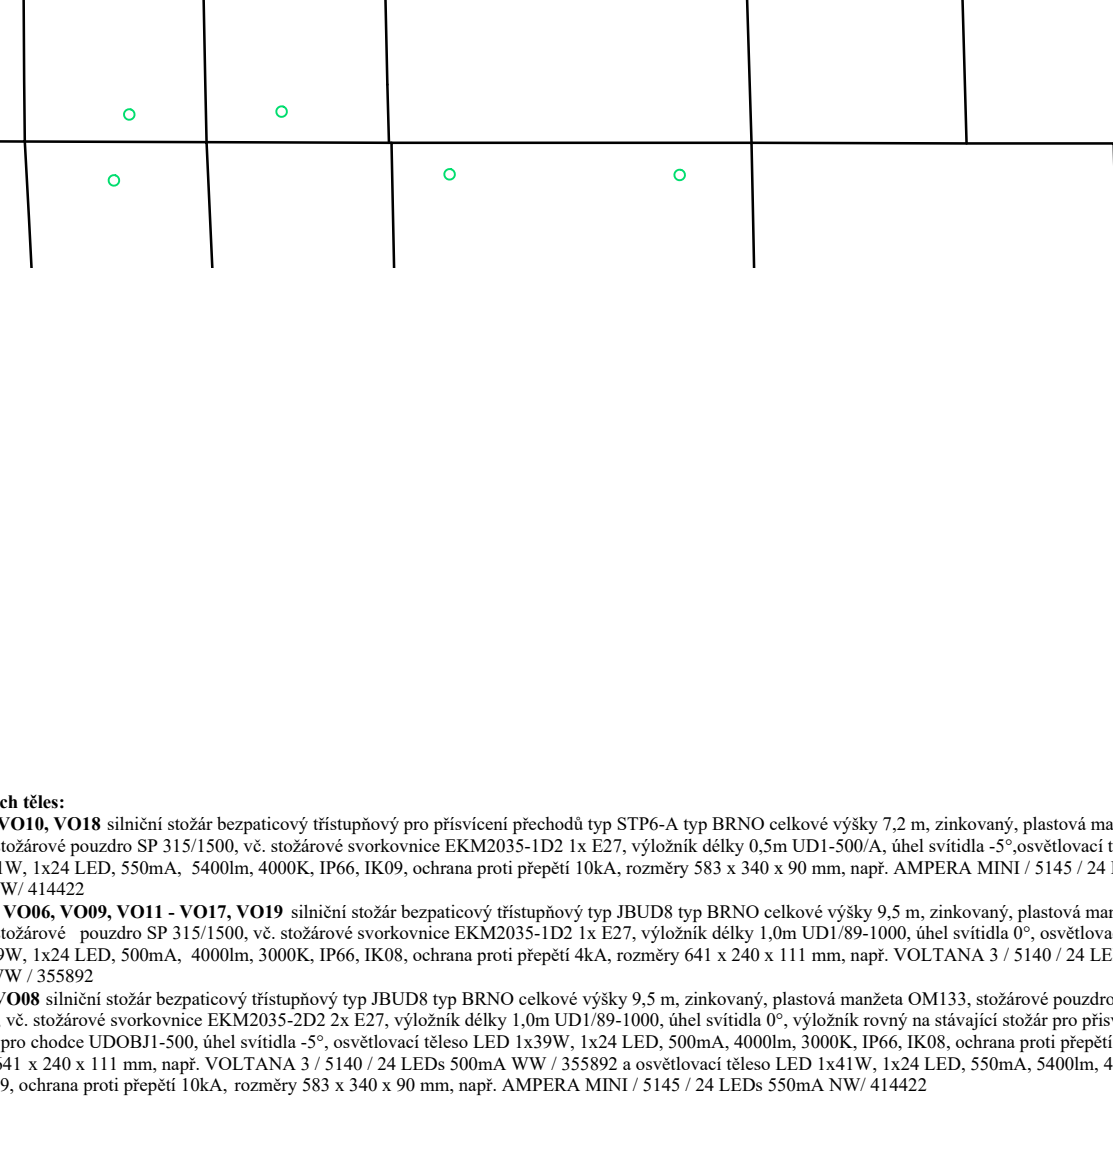 ch těles:
VO10, VO18 silniční stožár bezpaticový třístupňový pro přísvícení přechodů typ STP6-A typ BRNO celkové výšky 7,2 m, zinkovaný, plastová ma
tožárové pouzdro SP 315/1500, vč. stožárové svorkovnice EKM2035-1D2 1x E27, výložník délky 0,5m UD1-500/A, úhel svítidla -5°,osvětlovací t
1W, 1x24 LED, 550mA, 5400lm, 4000K, IP66, IK09, ochrana proti přepětí 10kA, rozměry 583 x 340 x 90 mm, např. AMPERA MINI / 5145 / 24
W/ 414422
VO06, VO09, VO11 - VO17, VO19 silniční stožár bezpaticový třístupňový typ JBUD8 typ BRNO celkové výšky 9,5 m, zinkovaný, plastová man
tožárové pouzdro SP 315/1500, vč. stožárové svorkovnice EKM2035-1D2 1x E27, výložník délky 1,0m UD1/89-1000, úhel svítidla 0°, osvětlova
9W, 1x24 LED, 500mA, 4000lm, 3000K, IP66, IK08, ochrana proti přepětí 4kA, rozměry 641 x 240 x 111 mm, např. VOLTANA 3 / 5140 / 24 LE
WW / 355892
VO08 silniční stožár bezpaticový třístupňový typ JBUD8 typ BRNO celkové výšky 9,5 m, zinkovaný, plastová manžeta OM133, stožárové pouzdro
, vč. stožárové svorkovnice EKM2035-2D2 2x E27, výložník délky 1,0m UD1/89-1000, úhel svítidla 0°, výložník rovný na stávající stožár pro přisv
pro chodce UDOBJ1-500, úhel svítidla -5°, osvětlovací těleso LED 1x39W, 1x24 LED, 500mA, 4000lm, 3000K, IP66, IK08, ochrana proti přepětí
641 x 240 x 111 mm, např. VOLTANA 3 / 5140 / 24 LEDs 500mA WW / 355892 a osvětlovací těleso LED 1x41W, 1x24 LED, 550mA, 5400lm, 4
9, ochrana proti přepětí 10kA, rozměry 583 x 340 x 90 mm, např. AMPERA MINI / 5145 / 24 LEDs 550mA NW/ 414422